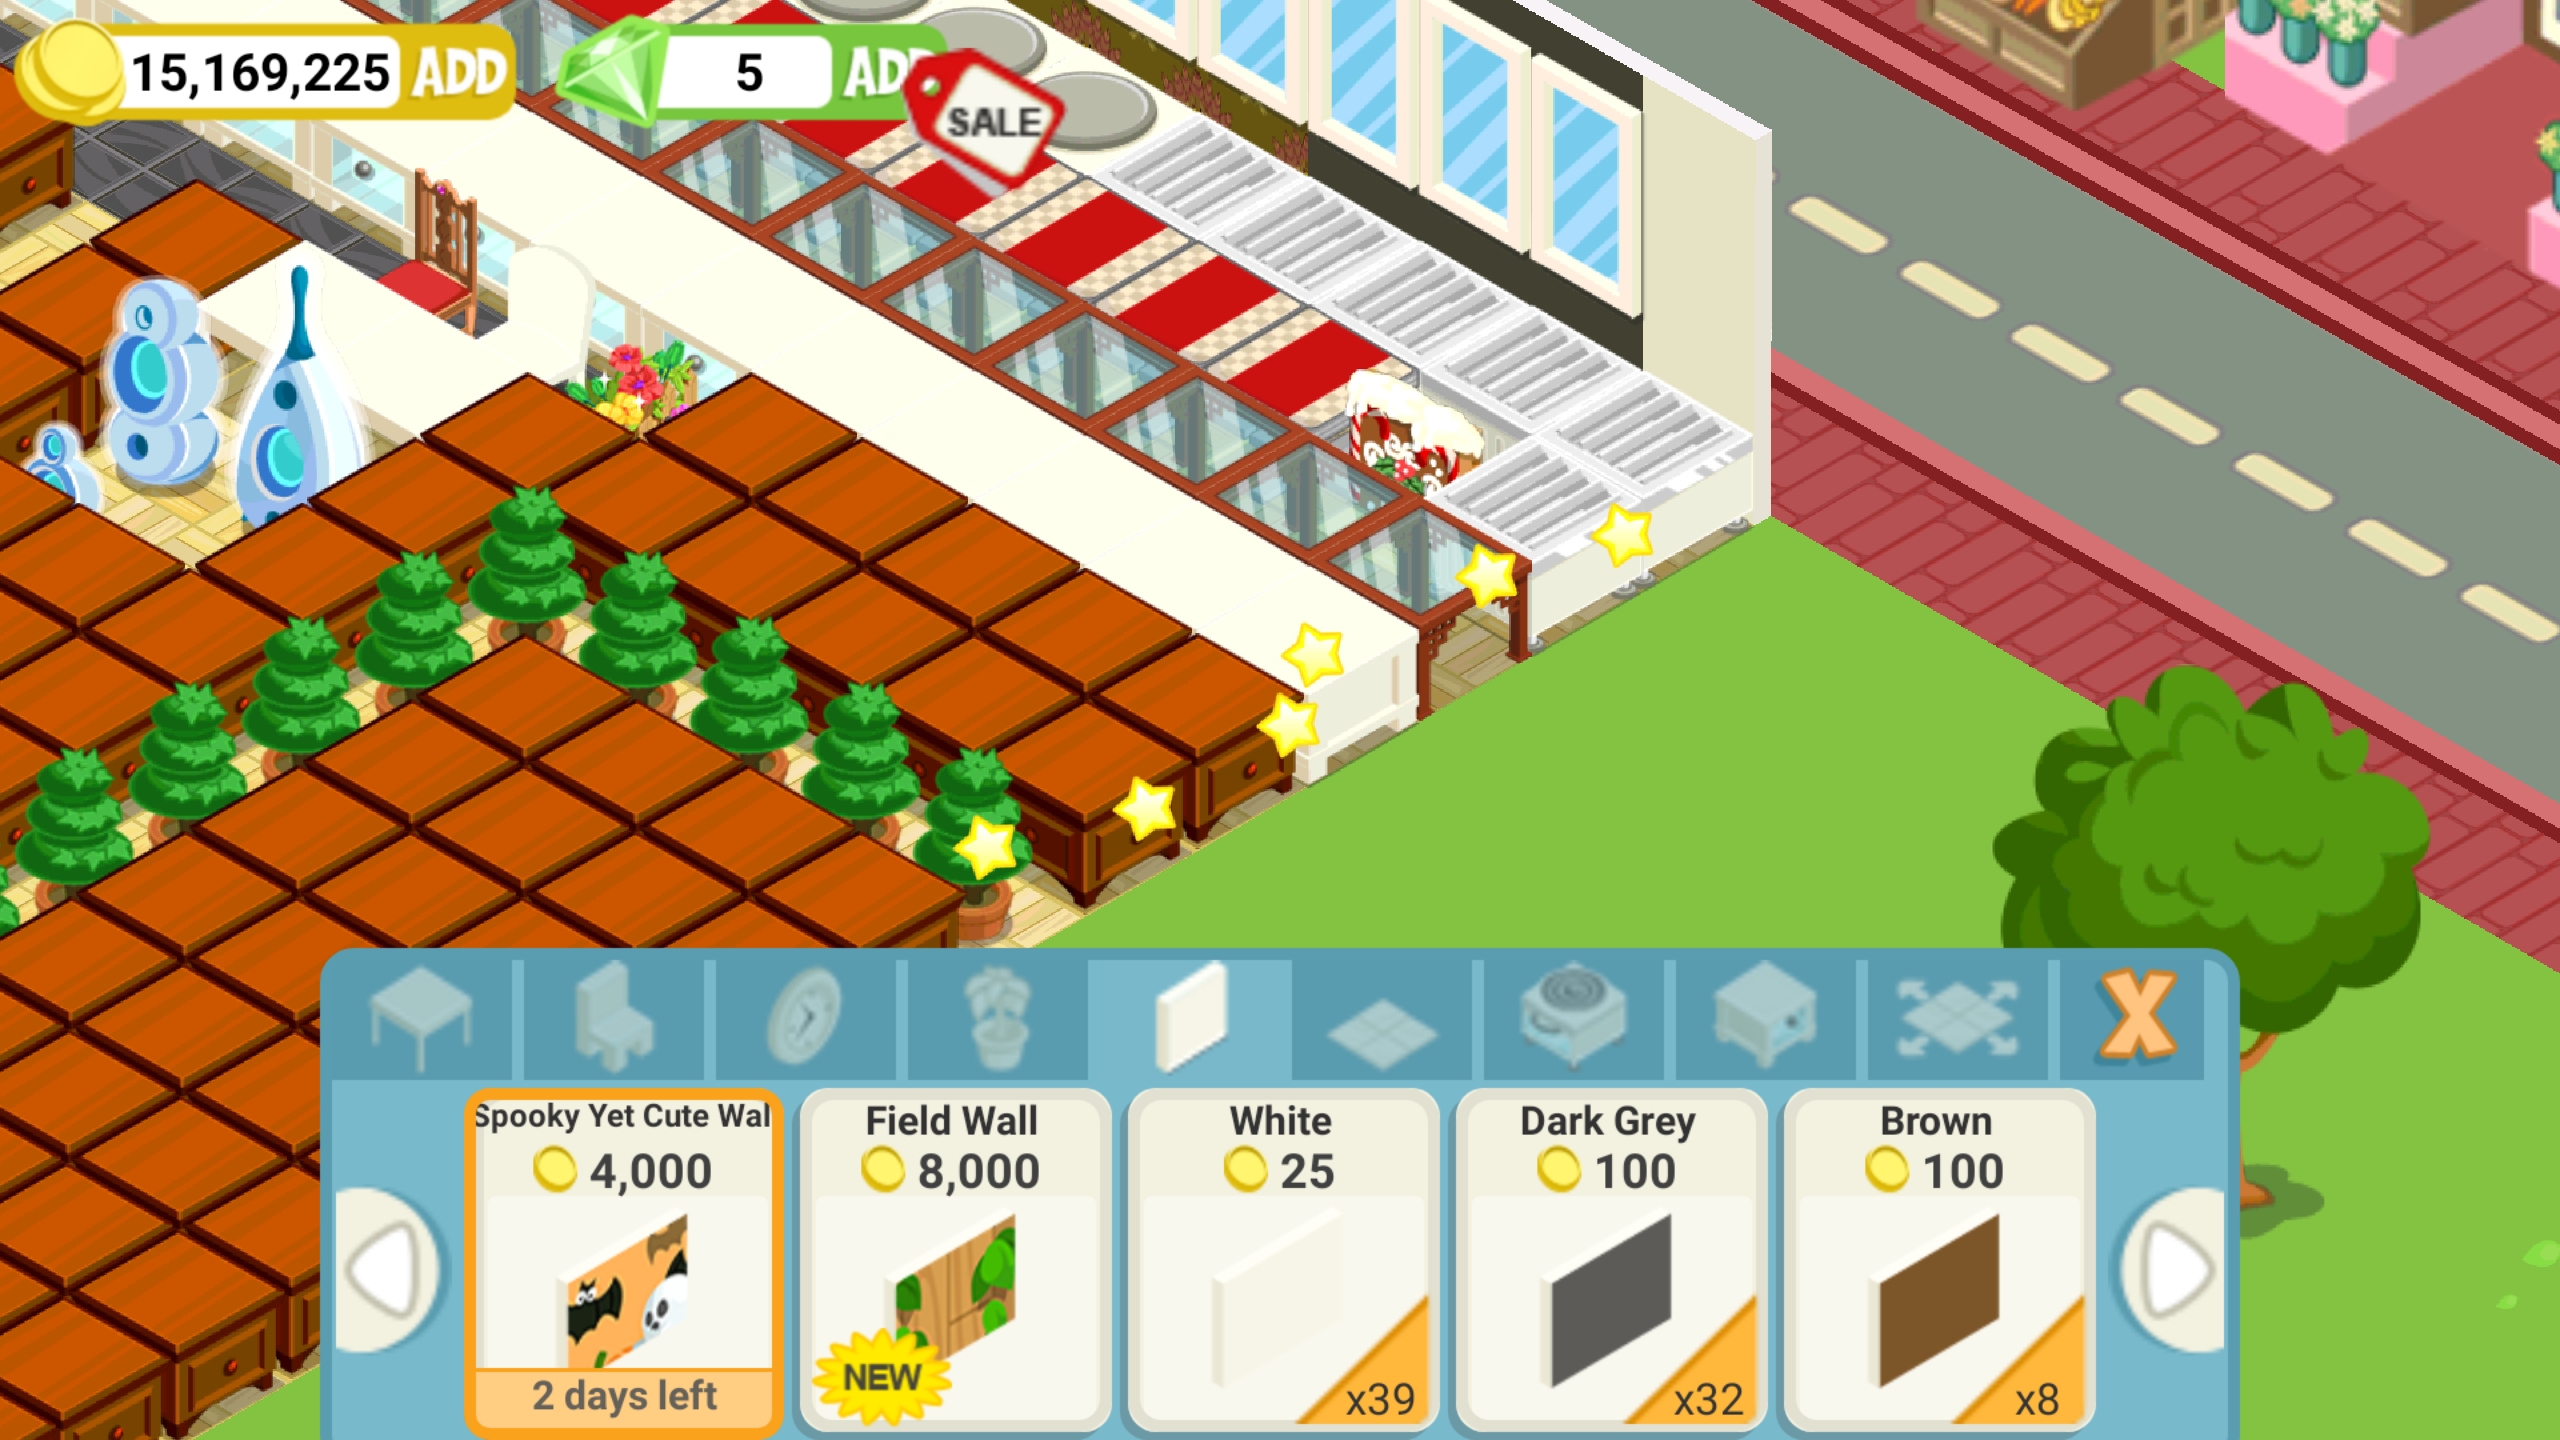 15,169,225 ADD 5 ADD
SALE
Spooky Yet Cute Wal
4,000
2 days left
Field Wall
8,000
NEW
White
25
x39
Dark Grey
100
x32
Brown
100
x8